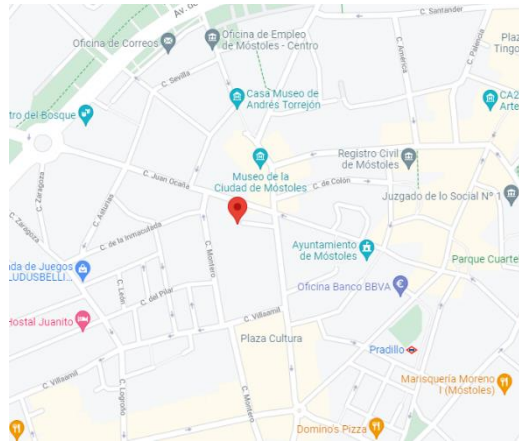 C. Santander
Av. de
Oficina de Correos
Oficina de Empleo
de Móstoles - Centro
C. América
C. Palencia
Plaz
Tingo
C. Sevilla
Casa Museo de
Andrés Torrejón
CA2
Arte
tro del Bosque
Museo de la
Ciudad de Móstoles
Registro Civil
de Móstoles
C. Juan Ocaña
C. de Colón
Juzgado de lo Social Nº 1
C. Zaragoza
C. Zaragoza
C. Asturias
C. de la Inmaculada
C. Montero
Ayuntamiento
de Móstoles
Parque Cuarte
ada de Juegos
LUDUSBELLI...
C. León
C. del Pilar
Oficina Banco BBVA
Hostal Juanito
C. Villaamil
Plaza Cultura
Pradillo
C. Villaamil
C. Logroño
C. Montero
Marisquería Moreno
I (Móstoles)
Domino's Pizza